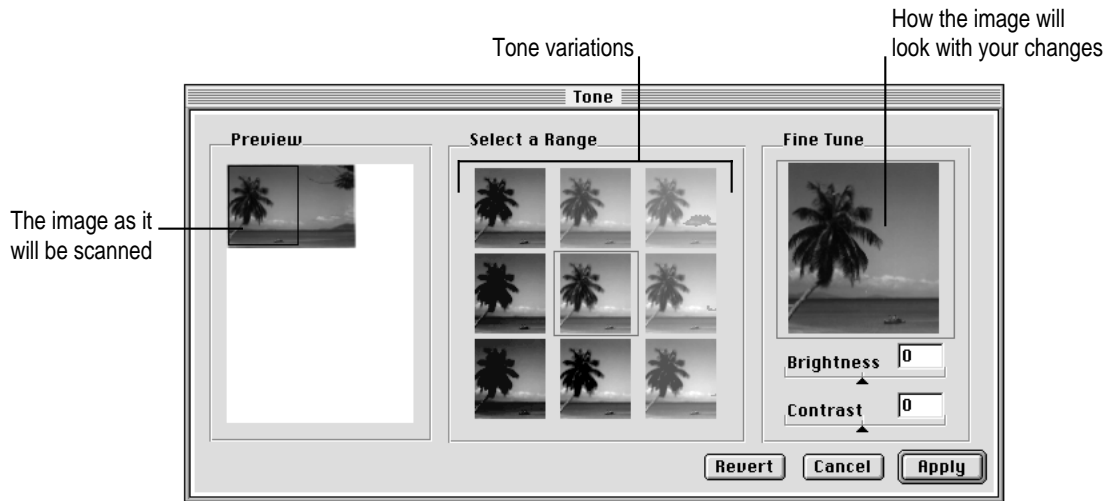 How the image will
look with your changes
Tone variations
Tone
Preview
Select a Range
Fine Tune
The image as it
will be scanned
Brightness 0
Contrast 0
Revert
Cancel
Apply